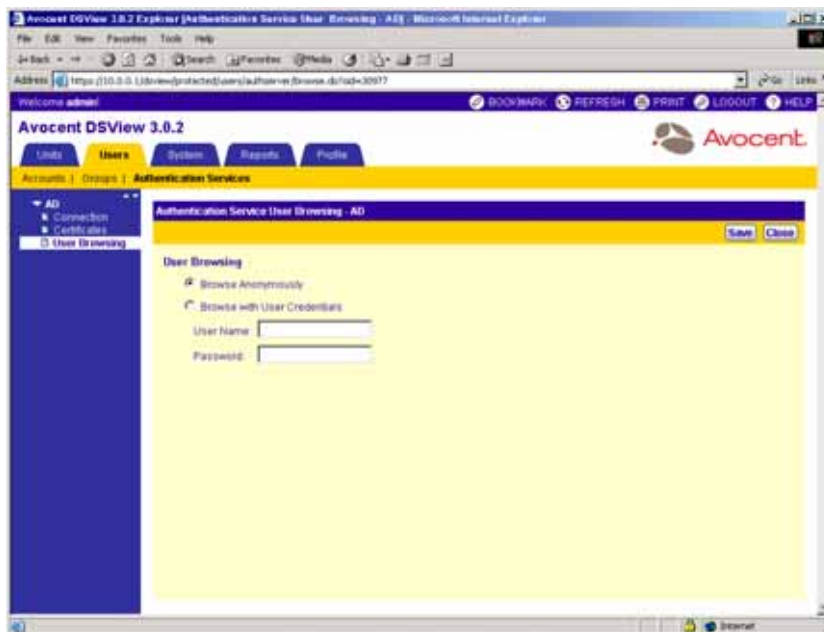 Avocent DSView 3.0.2 Explorer [Authentication Service User Browsing - AD] - Microsoft Internet Explorer
File Edit View Favorites Tools Help
Back Search Favorites Media
Address Go Links
Welcome admin! BOOKMARK REFRESH PRINT LOGOUT HELP
Avocent DSView 3.0.2
Avocent.
Units Users System Reports Profile
Accounts | Groups | Authentication Services
AD
Connection
Certificates
User Browsing
Authentication Service User Browsing - AD
Save Close
User Browsing
Browse Anonymously
Browse with User Credentials
User Name
Password
Internet